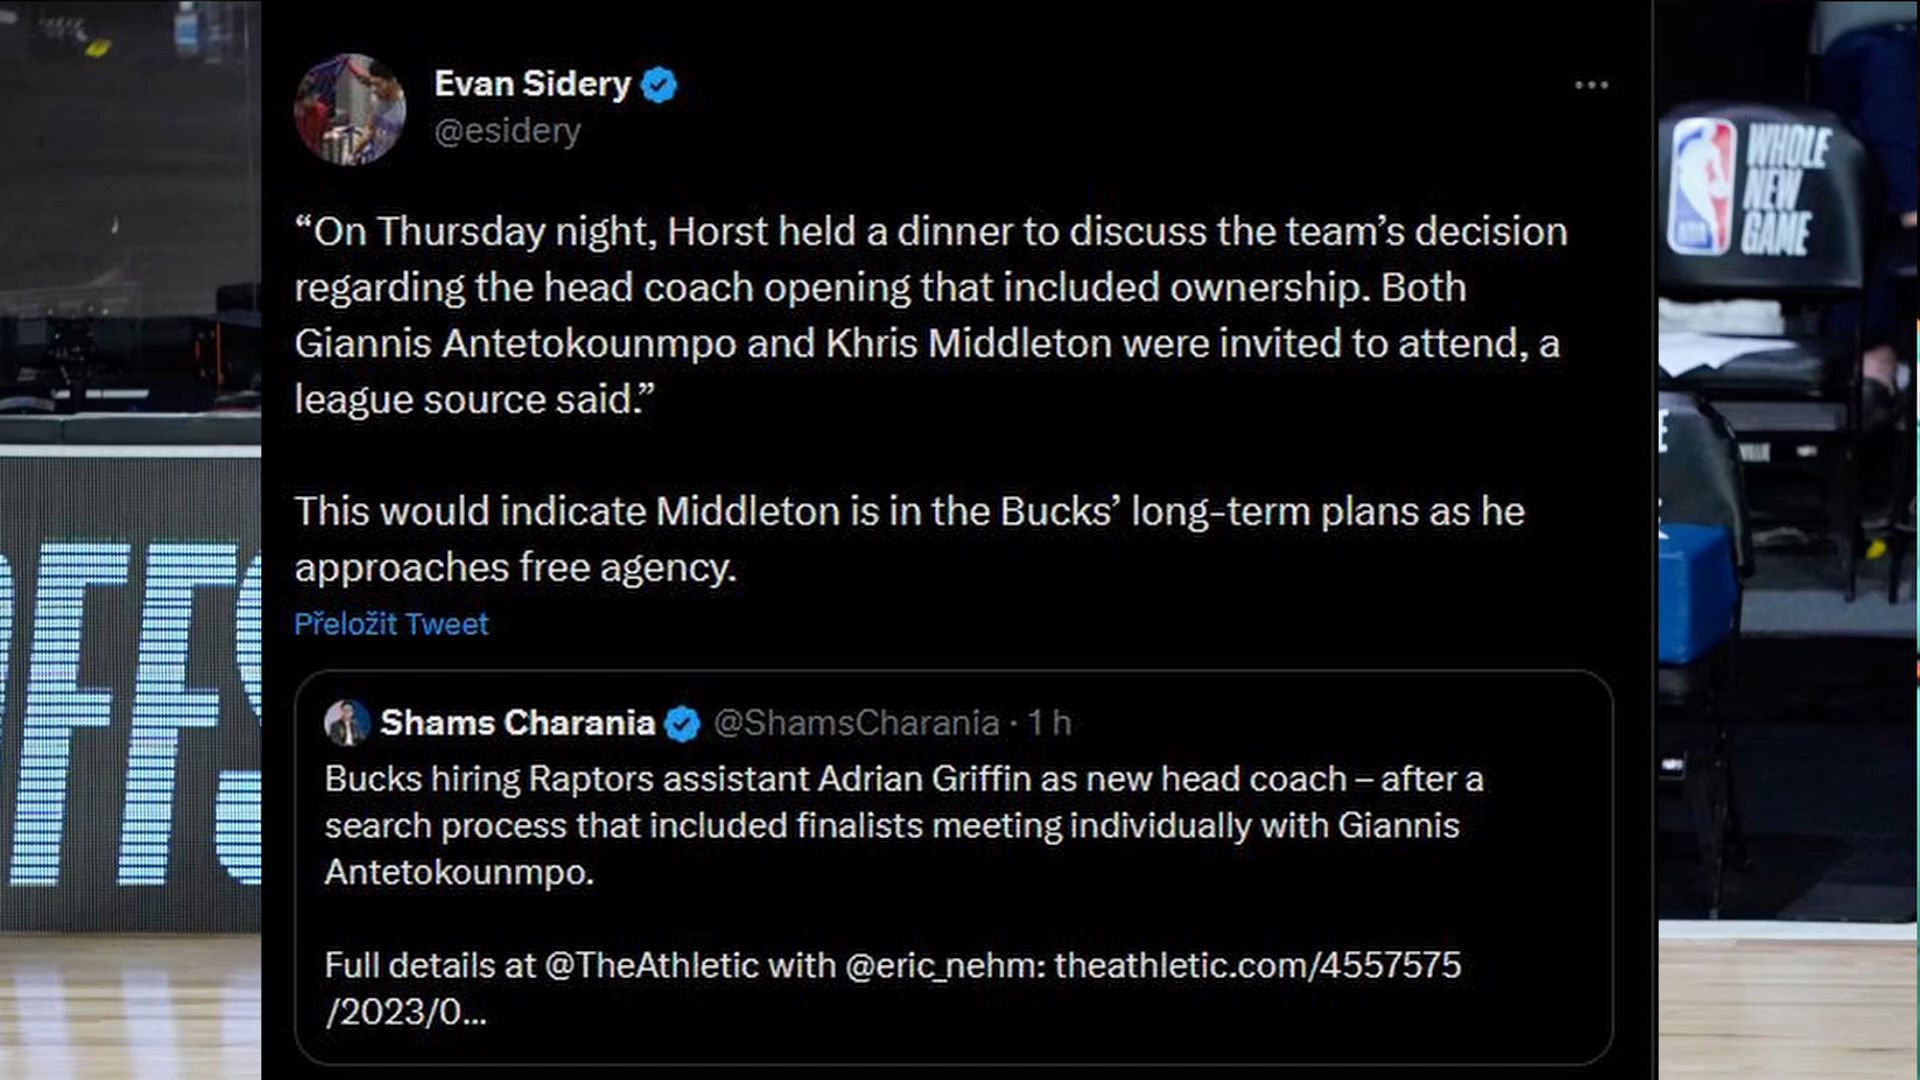 Evan Sidery
@esidery
“On Thursday night, Horst held a dinner to discuss the team’s decision
regarding the head coach opening that included ownership. Both
Giannis Antetokounmpo and Khris Middleton were invited to attend, a
league source said.”
This would indicate Middleton is in the Bucks’ long-term plans as he
approaches free agency.
Přeložit Tweet
Shams Charania @ShamsCharania · 1 h
Bucks hiring Raptors assistant Adrian Griffin as new head coach – after a
search process that included finalists meeting individually with Giannis
Antetokounmpo.
Full details at @TheAthletic with @eric_nehm: theathletic.com/4557575
/2023/0...
WHOLE
NEW
GAME